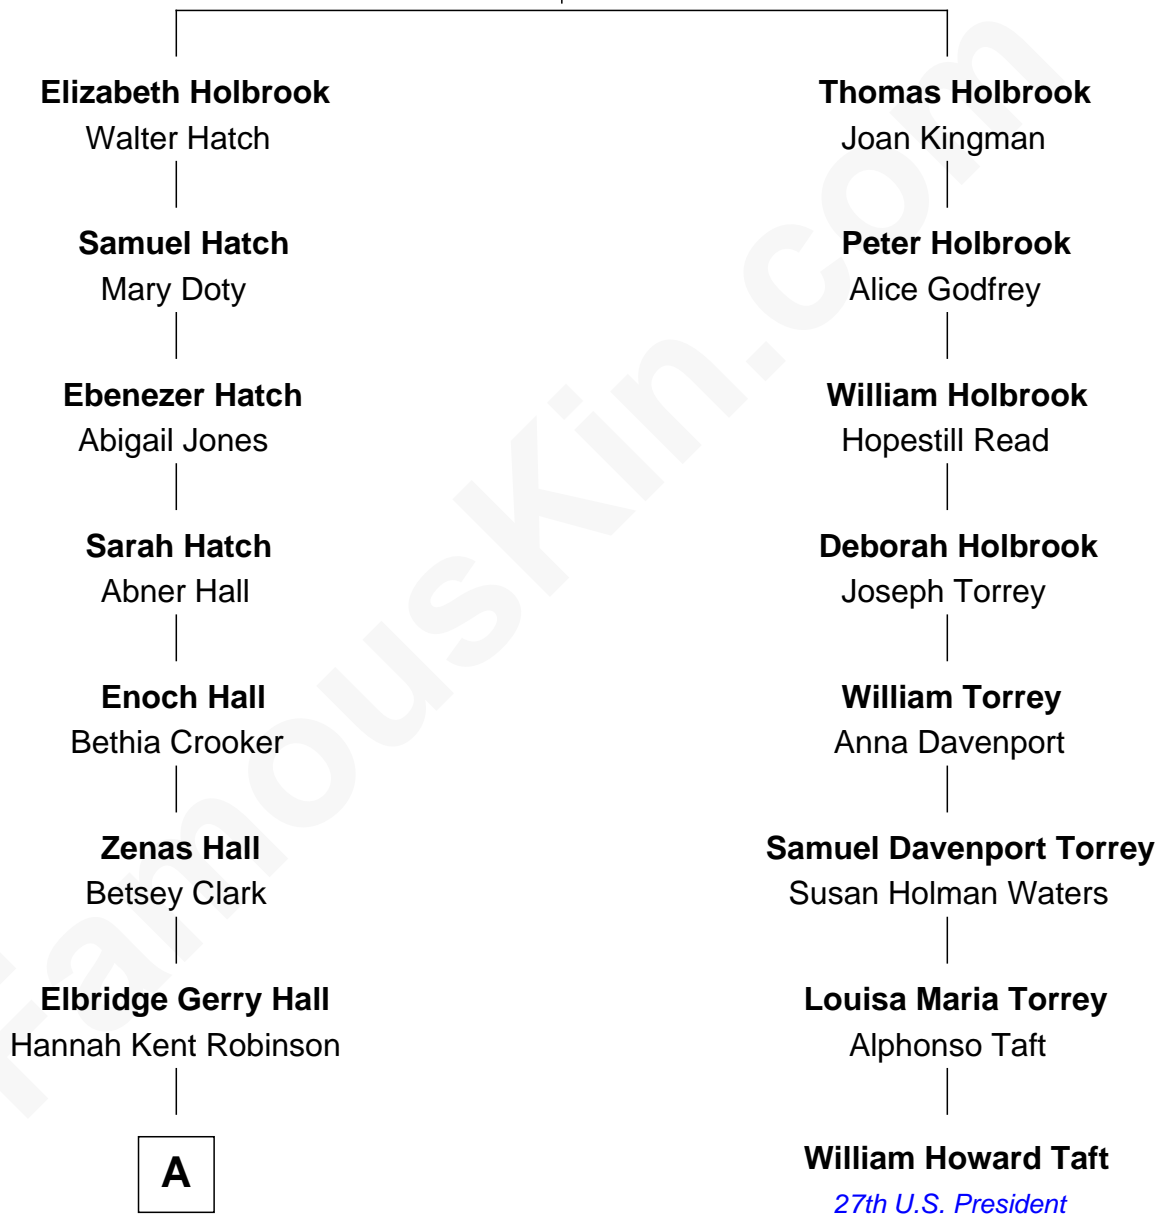 Elizabeth Holbrook
Walter Hatch
Thomas Holbrook
Joan Kingman
Samuel Hatch
Mary Doty
Peter Holbrook
Alice Godfrey
Ebenezer Hatch
Abigail Jones
William Holbrook
Hopestill Read
Sarah Hatch
Abner Hall
Deborah Holbrook
Joseph Torrey
Enoch Hall
Bethia Crooker
William Torrey
Anna Davenport
Zenas Hall
Betsey Clark
Samuel Davenport Torrey
Susan Holman Waters
Elbridge Gerry Hall
Hannah Kent Robinson
Louisa Maria Torrey
Alphonso Taft
A
William Howard Taft
27th U.S. President
FamousKin.com